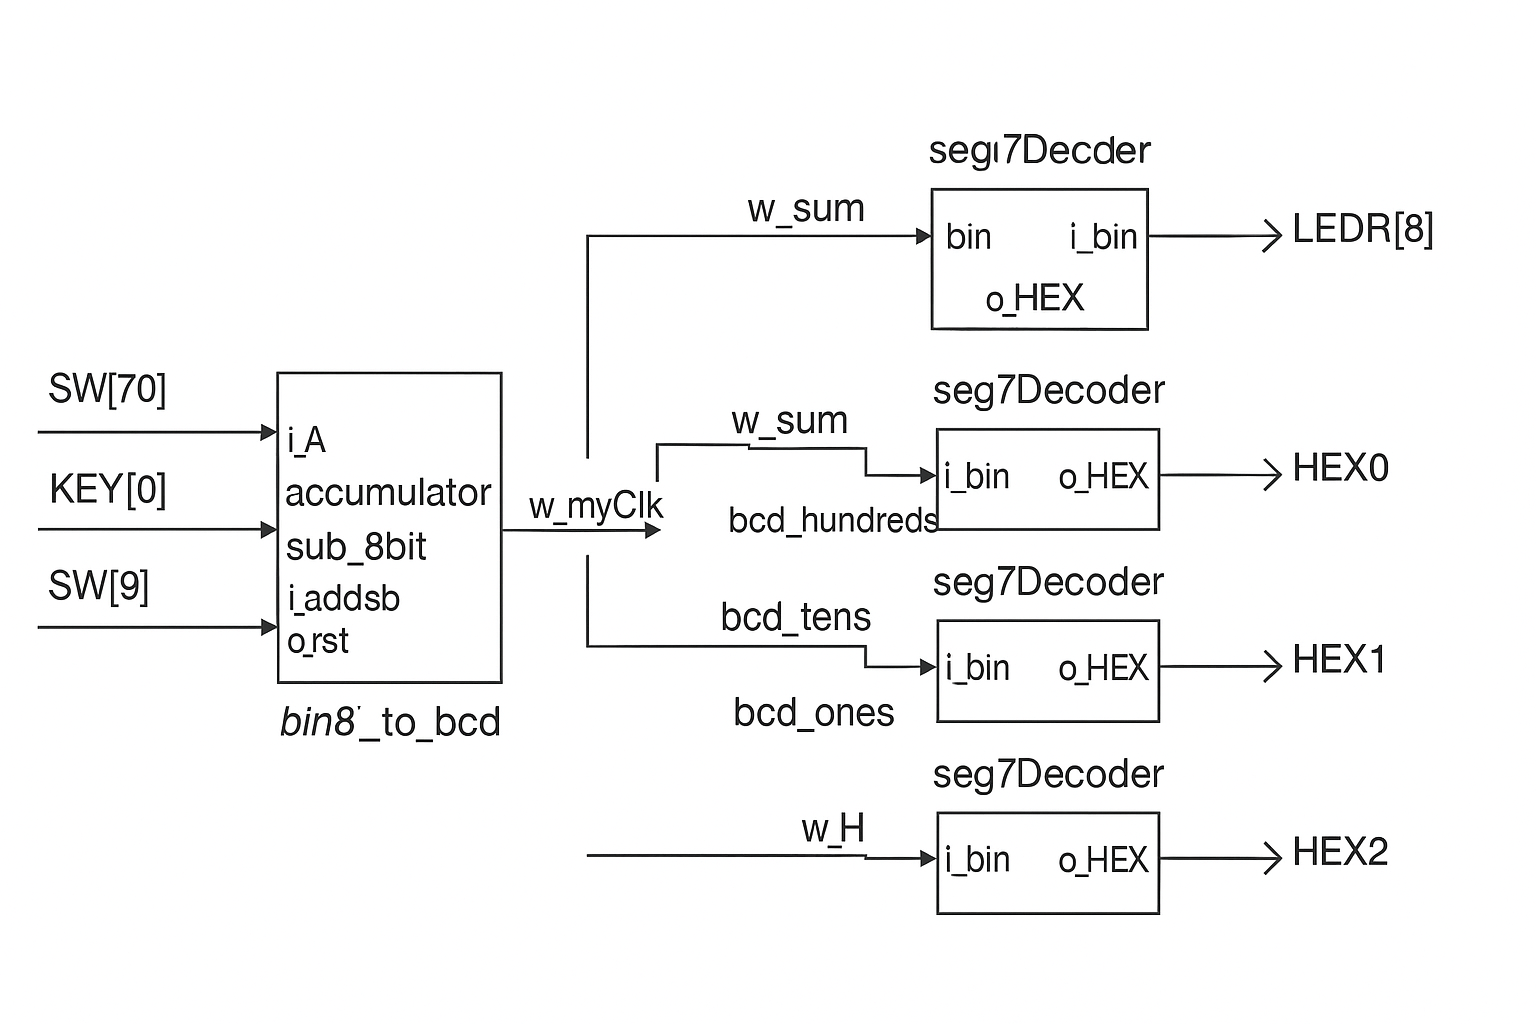 segi7Decder
w_sum
bin
i_bin
o_HEX
LEDR[8]
SW[70]
KEY[0]
SW[9]
i_A
accumulator
sub_8bit
i_addsb
o_rst
bin8'_to_bcd
w_myClk
seg7Decoder
w_sum
i_bin
o_HEX
HEX0
bcd_hundreds
seg7Decoder
bcd_tens
i_bin
o_HEX
HEX1
bcd_ones
seg7Decoder
w_H
i_bin
o_HEX
HEX2